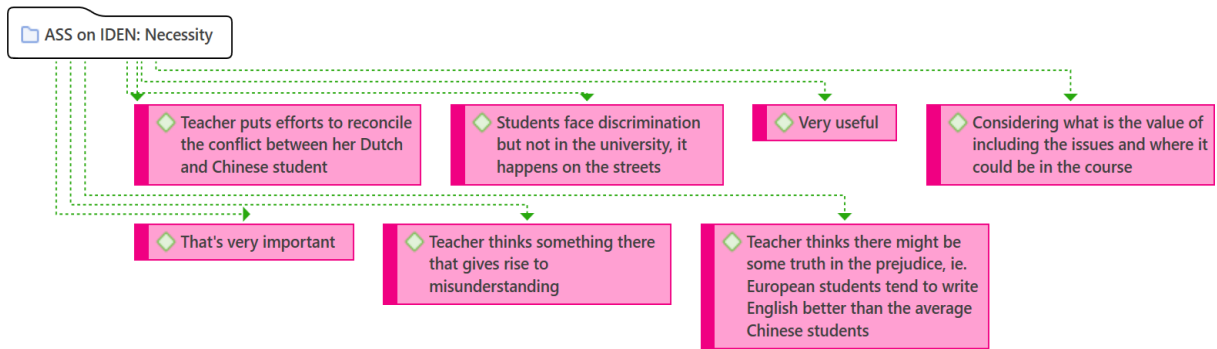 ASS on IDEN: Necessity
Teacher puts efforts to reconcile
the conflict between her Dutch
and Chinese student
Students face discrimination
but not in the university, it
happens on the streets
Very useful
Considering what is the value of
including the issues and where it
could be in the course
That's very important
Teacher thinks something there
that gives rise to
misunderstanding
Teacher thinks there might be
some truth in the prejudice, ie.
European students tend to write
English better than the average
Chinese students